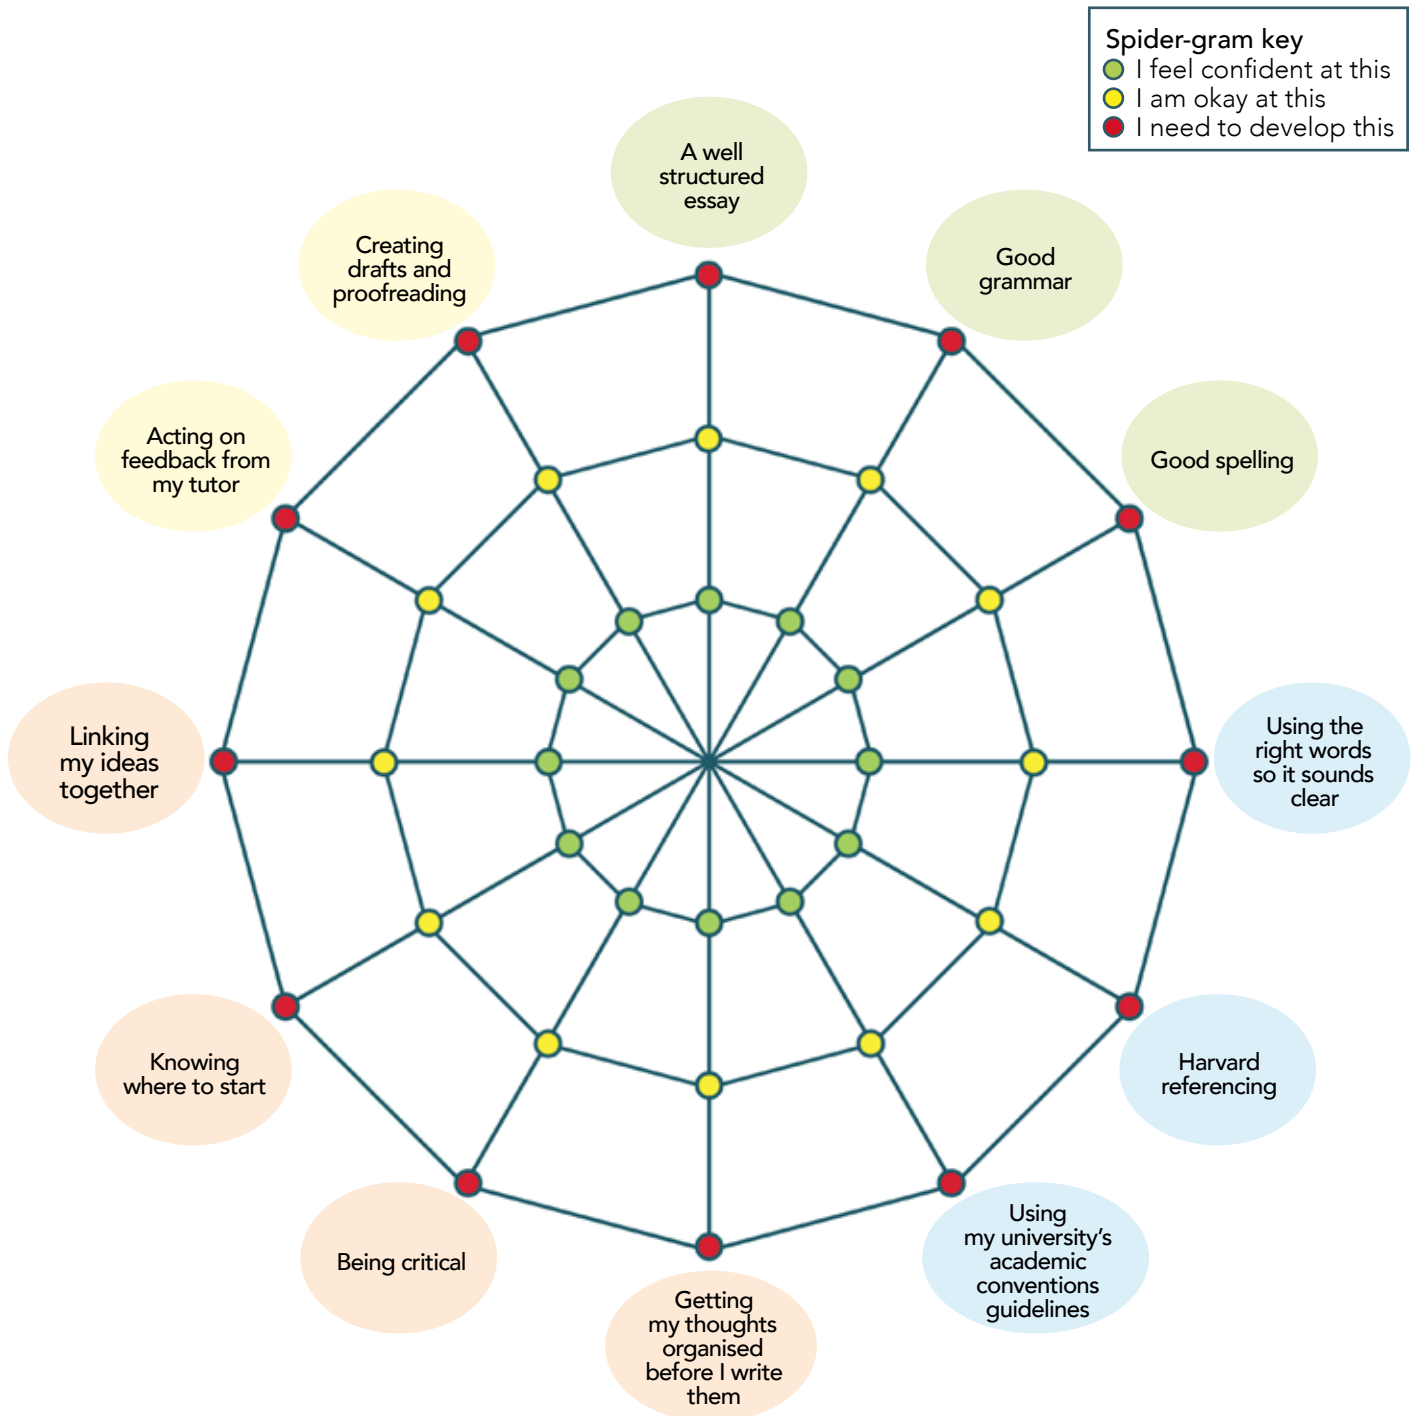 Spider-gram key
I feel confident at this
I am okay at this
I need to develop this
A well
structured
essay
Good
grammar
Good spelling
Using the
right words
so it sounds
clear
Harvard
referencing
Using
my university’s
academic
conventions
guidelines
Getting
my thoughts
organised
before I write
them
Being critical
Knowing
where to start
Linking
my ideas
together
Acting on
feedback from
my tutor
Creating
drafts and
proofreading